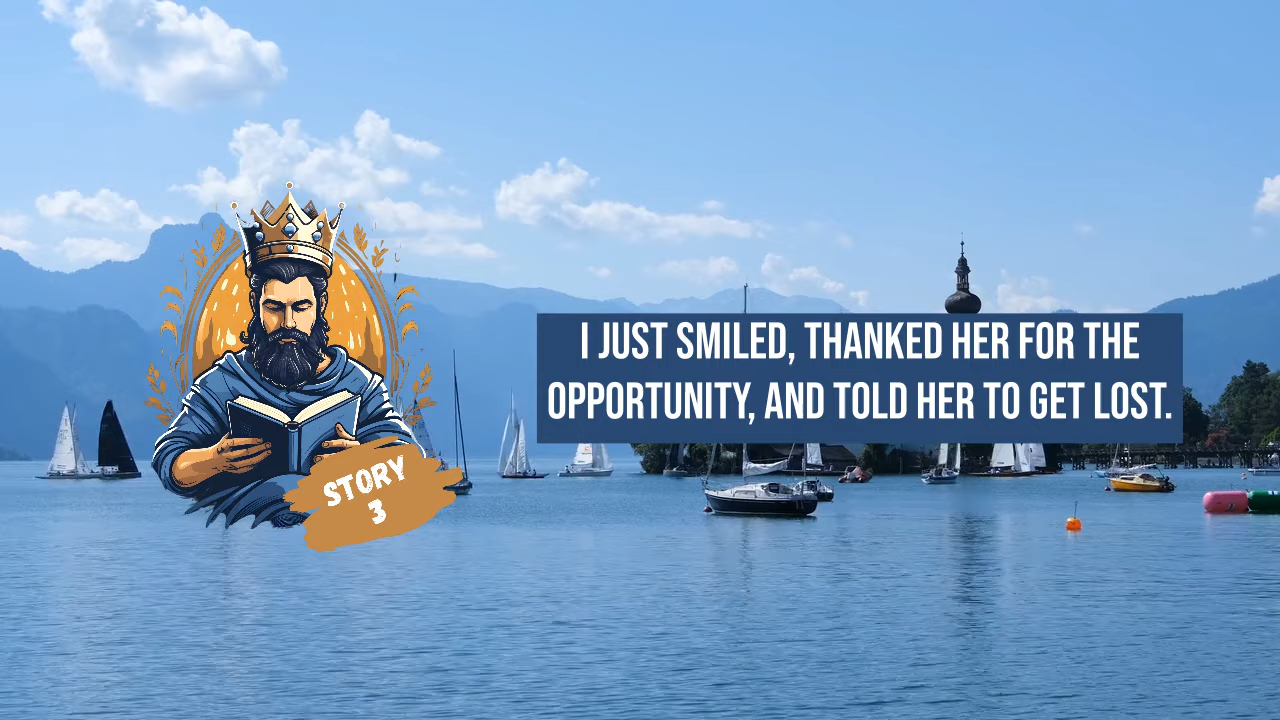 I JUST SMILED, THANKED HER FOR THE
OPPORTUNITY, AND TOLD HER TO GET LOST.
STORY
3